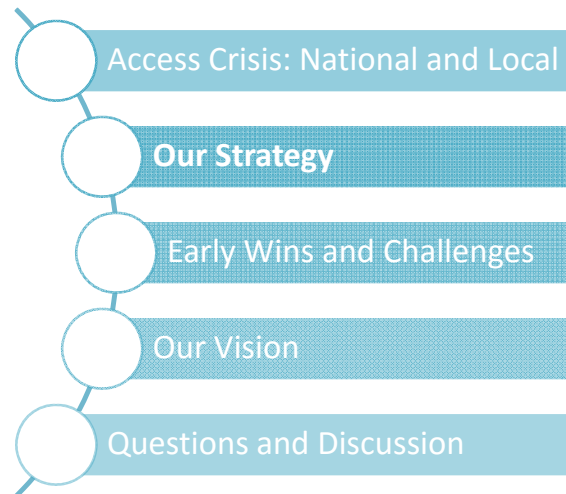 Access Crisis: National and Local
Our Strategy
Early Wins and Challenges
Our Vision
Questions and Discussion